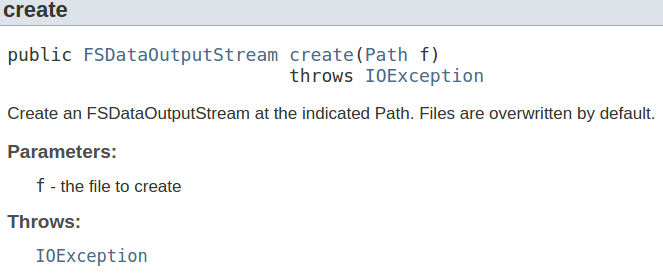 create
public FSDataOutputStream create(Path f)
throws IOException
Create an FSDataOutputStream at the indicated Path. Files are overwritten by default.
Parameters:
f - the file to create
Throws:
IOException